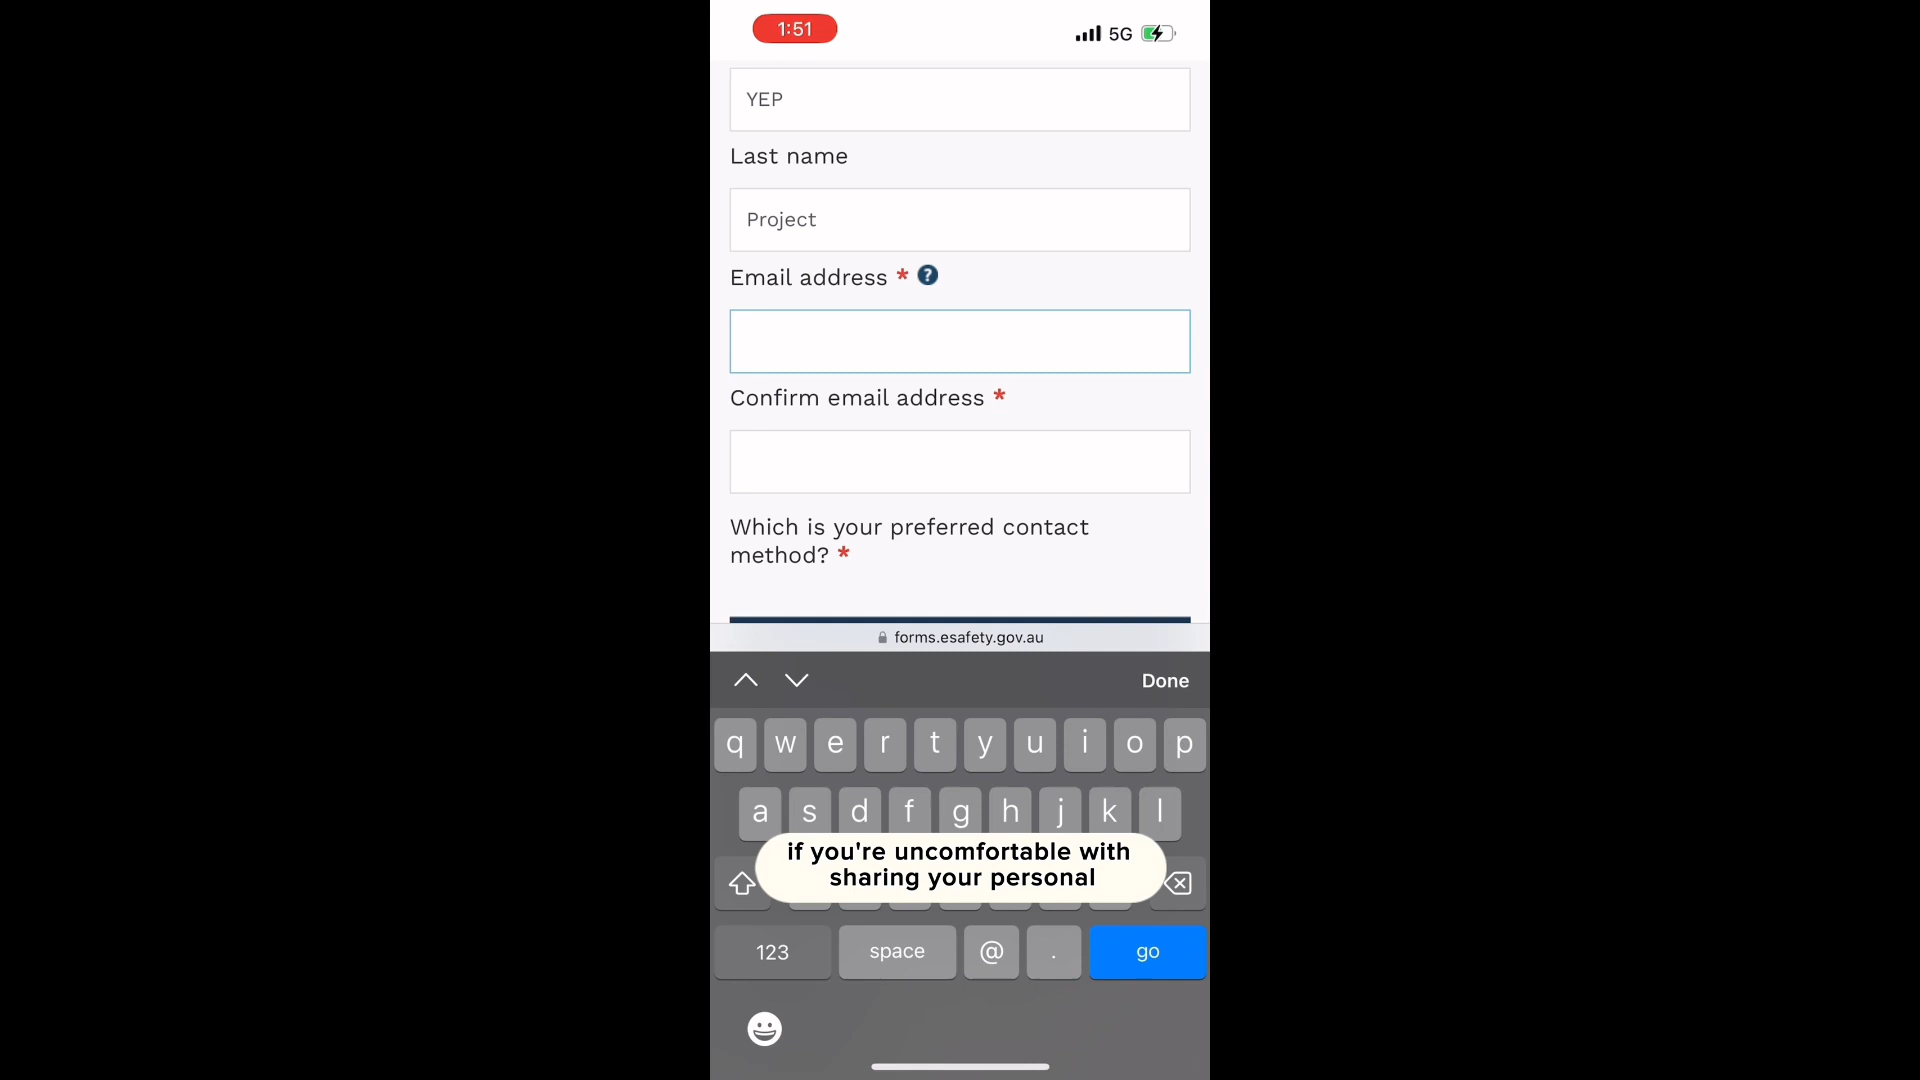 1:51
5G
YEP
Last name
Project
Email address * ?
Confirm email address *
Which is your preferred contact
method? *
forms.esafety.gov.au
Done
q w e r t y u i o p
a s d f g h j k l
if you're uncomfortable with
sharing your personal
123 space @ . go